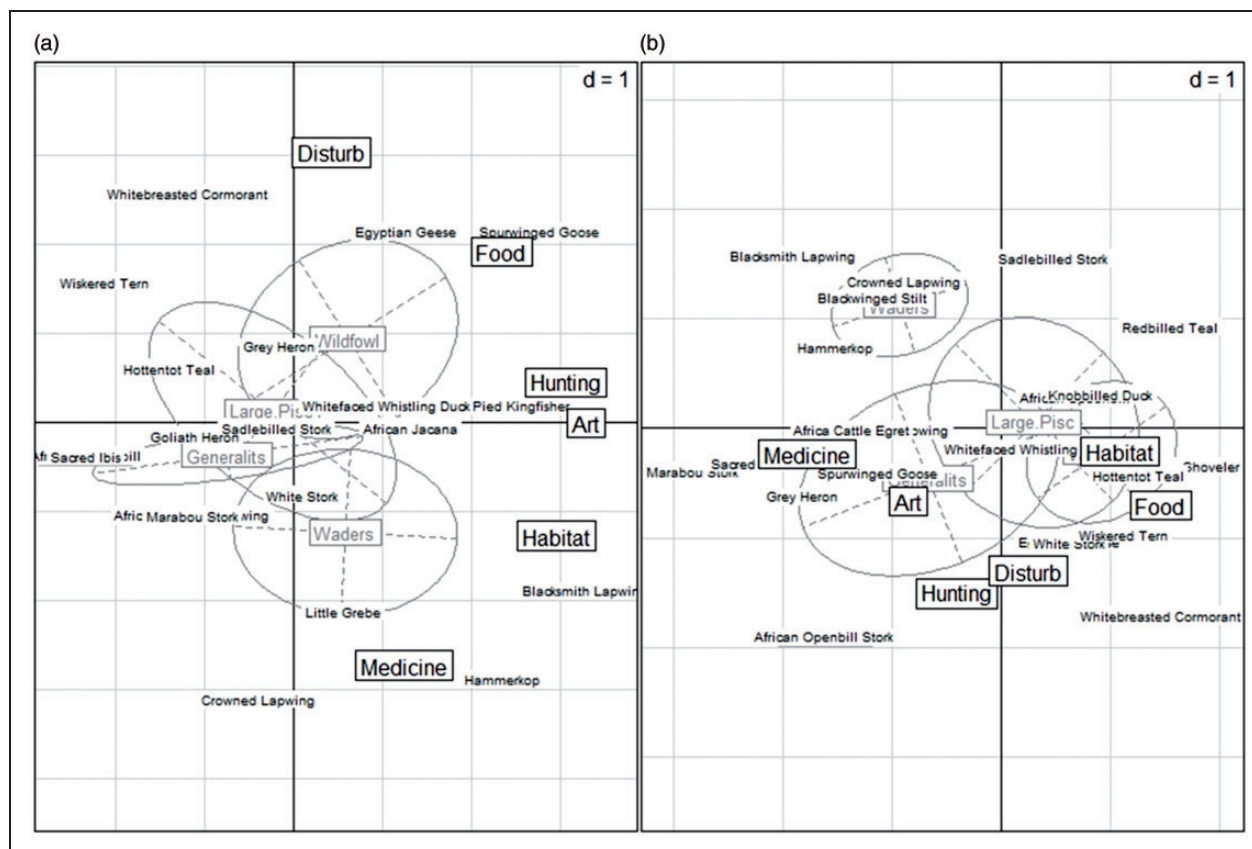 (a)
d = 1
Disturb
Whitebreasted Cormorant
Egyptian Geese
Spurwinged Goose
Food
Wiskered Tern
Wildfowl
Grey Heron
Hottentot Teal
Hunting
Large.Pisc
Whitefaced Whistling Duck
Pied Kingfisher
Art
Sadlebilled Stork
African Jacana
Goliath Heron
Generalits
Afi
Sacred Ibis
ill
White Stork
Afric
Marabou Stork
wing
Waders
Habitat
Blacksmith Lapwin
Little Grebe
Medicine
Hammerkop
Crowned Lapwing
(b)
d = 1
Blacksmith Lapwing
Sadlebilled Stork
Crowned Lapwing
Blackwinged Stilt
Waders
Redbilled Teal
Hammerkop
Knobbilled Duck
Large.Pisc
Africa
Cattle Egret
wing
Medicine
Whitefaced Whistling
Habitat
Marabou Stork
Sacred
Spurwinged Goose
Hottentot Teal
Shoveler
Generalits
Grey Heron
Art
Food
Wiskered Tern
White Stork
Disturb
Hunting
Whitebreasted Cormorant
African Openbill Stork